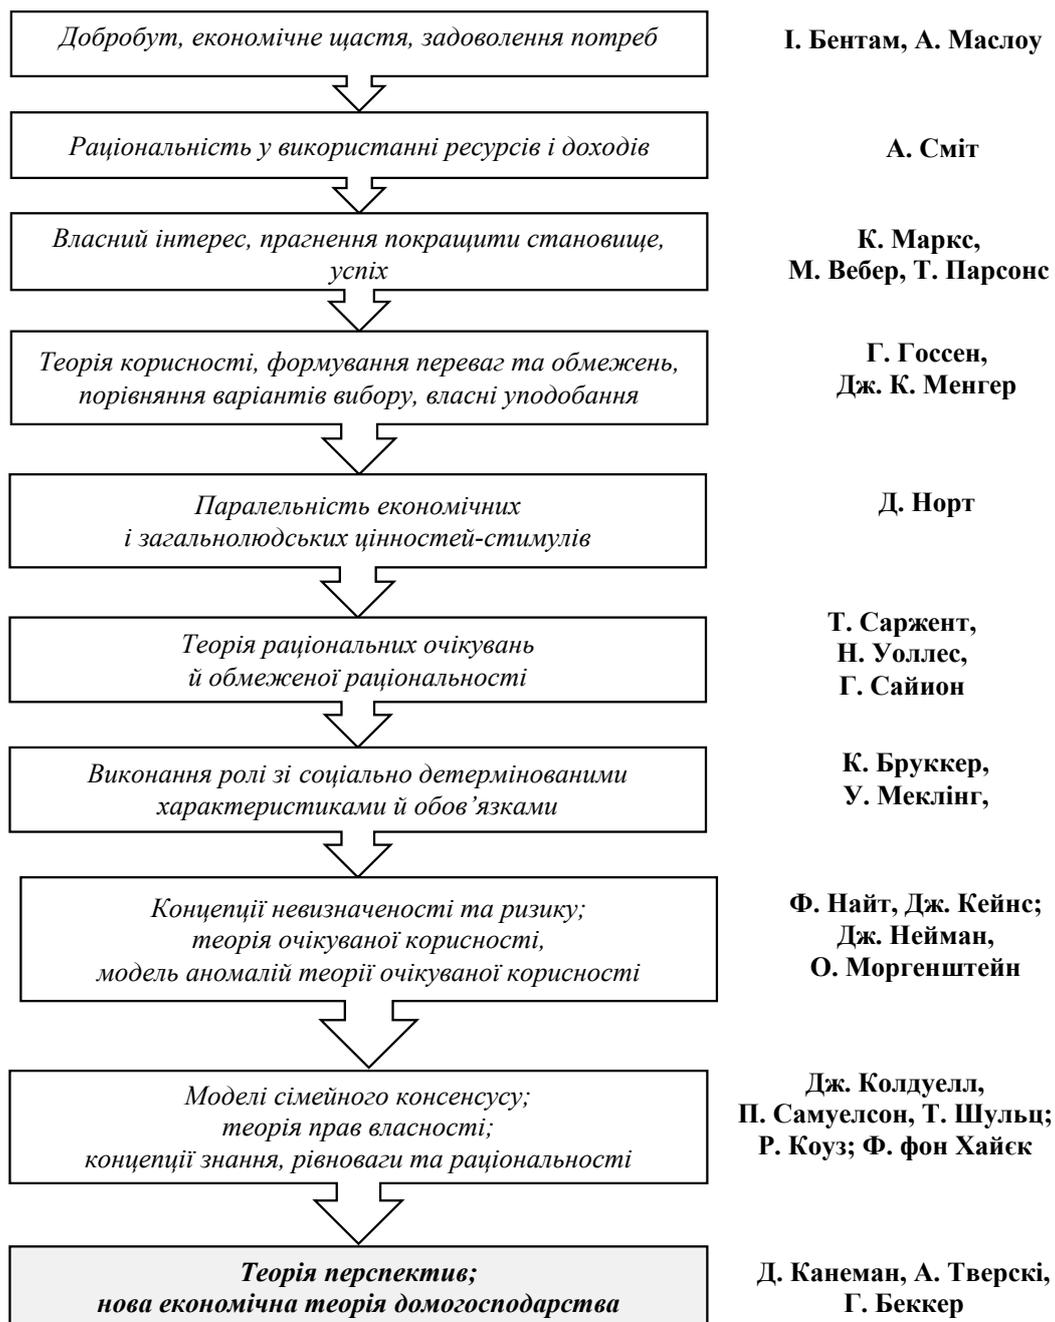 Добробут, економічне щастя, задоволення потреб
І. Бентам, А. Маслоу
Раціональність у використанні ресурсів і доходів
А. Сміт
Власний інтерес, прагнення покращити становище,
успіх
К. Маркс,
М. Вебер, Т. Парсонс
Теорія корисності, формування переваг та обмежень,
порівняння варіантів вибору, власні уподобання
Г. Госсен,
Дж. К. Менгер
Паралельність економічних
і загальнолюдських цінностей-стимулів
Д. Норт
Теорія раціональних очікувань
й обмеженої раціональності
Т. Саржент,
Н. Уоллес,
Г. Сайион
Виконання ролі зі соціально детермінованими
характеристиками й обов’язками
К. Бруккер,
У. Меклінг,
Концепції невизначеності та ризику;
теорія очікуваної корисності,
модель аномалій теорії очікуваної корисності
Ф. Найт, Дж. Кейнс;
Дж. Нейман,
О. Моргенштейн
Моделі сімейного консенсусу;
теорія прав власності;
концепції знання, рівноваги та раціональності
Дж. Колдуелл,
П. Самуелсон, Т. Шульц;
Р. Коуз; Ф. фон Хайєк
Теорія перспектив;
нова економічна теорія домогосподарства
Д. Канеман, А. Тверскі,
Г. Беккер